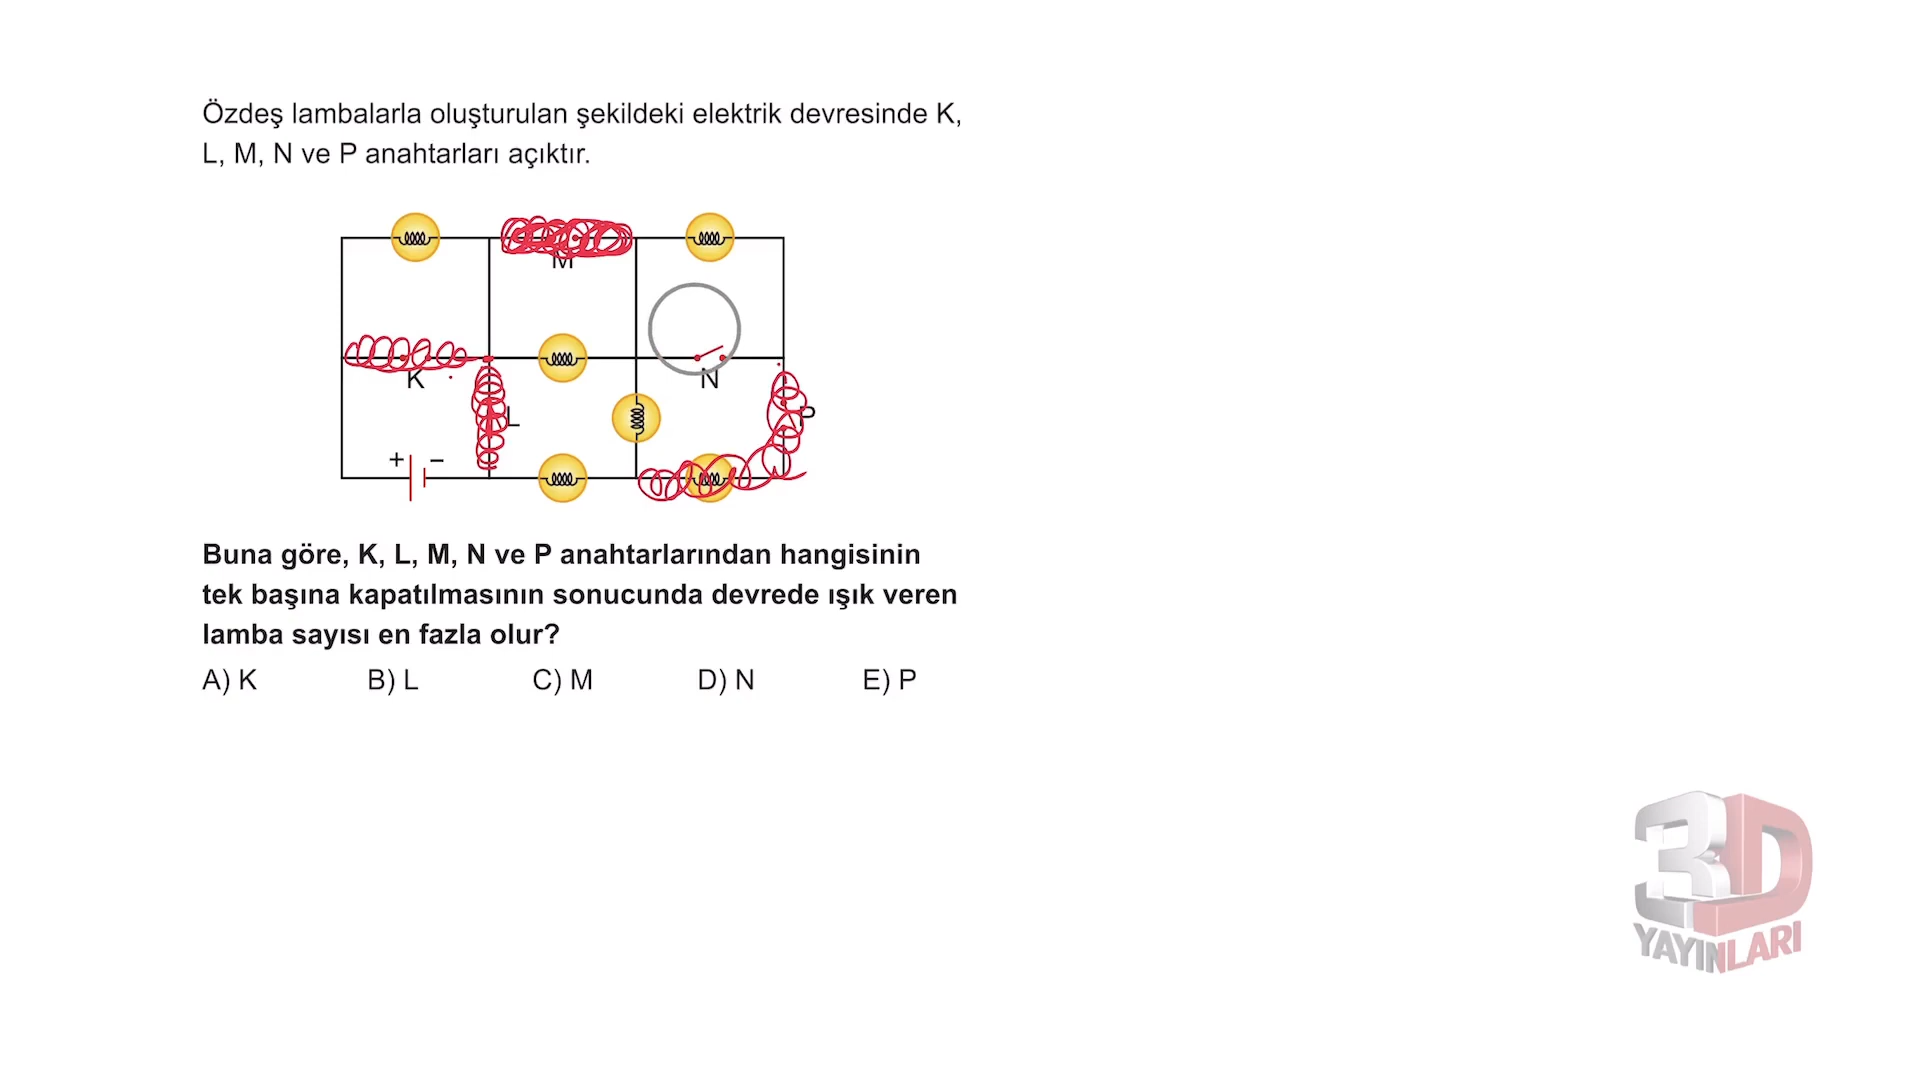 Özdeş lambalarla oluşturulan şekildeki elektrik devresinde K,
L, M, N ve P anahtarları açıktır.
M
K
N
L
P
+ −
Buna göre, K, L, M, N ve P anahtarlarından hangisinin
tek başına kapatılmasının sonucunda devrede ışık veren
lamba sayısı en fazla olur?
A) K B) L C) M D) N E) P
3D
YAYINLARI